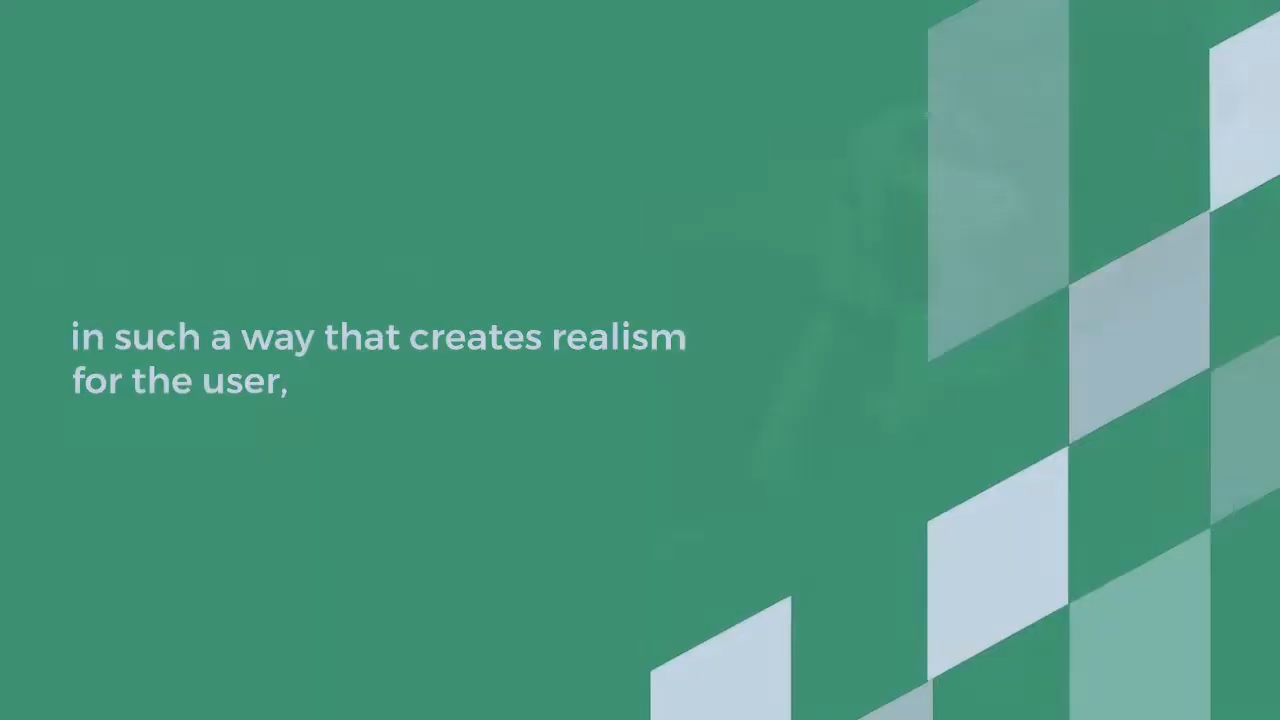 in such a way that creates realism
for the user,